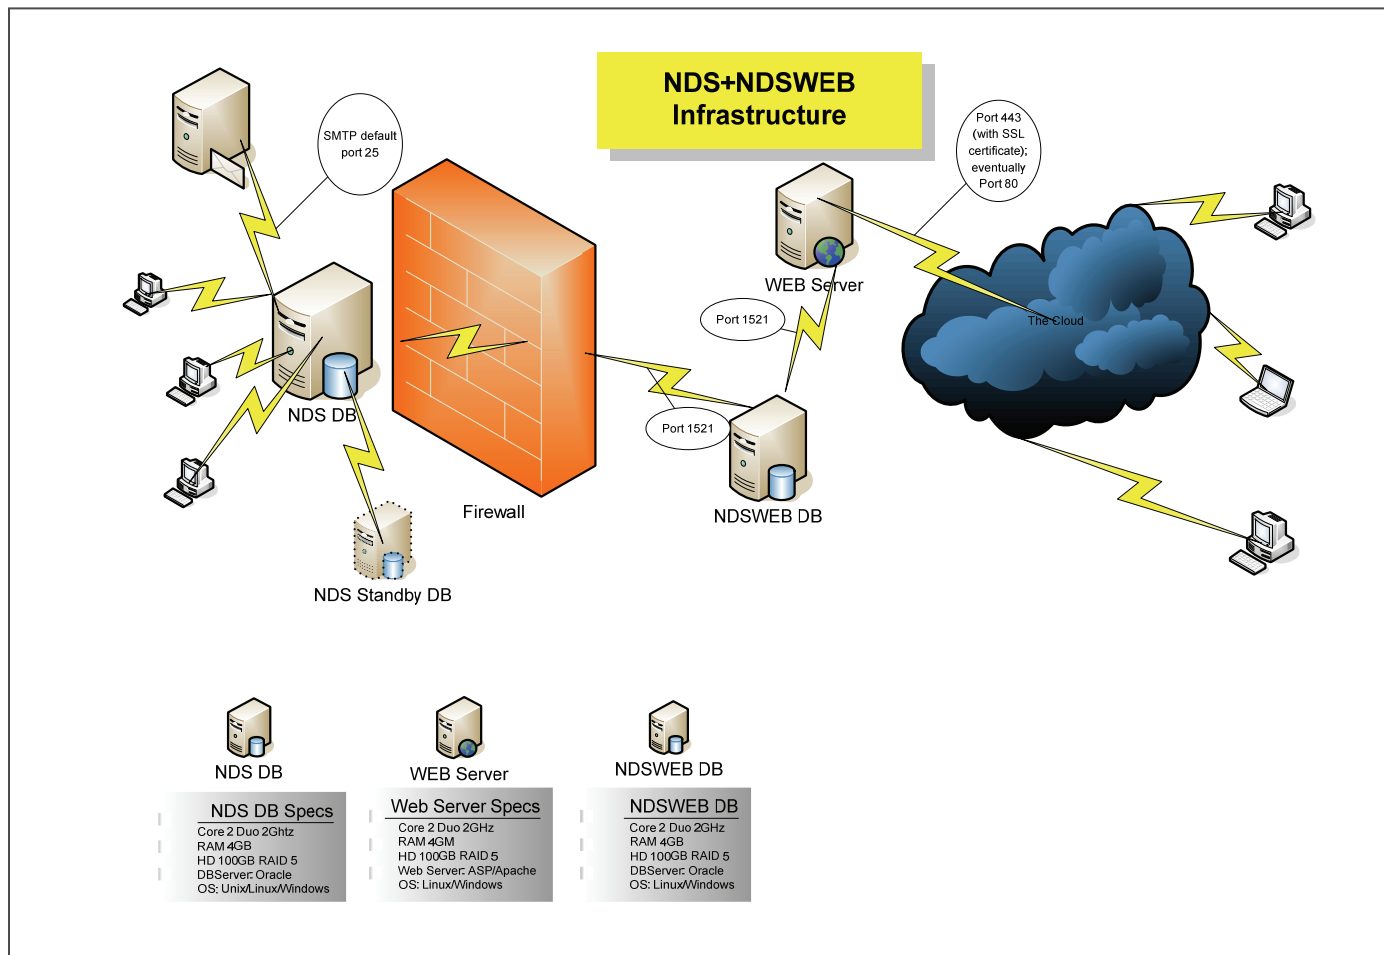 NDS+NDSWEB
Infrastructure
SMTP default
port 25
Port 443
(with SSL
certificate);
eventually
Port 80
WEB Server
Port 1521
The Cloud
NDS DB
Port 1521
Firewall
NDSWEB DB
NDS Standby DB
NDS DB
WEB Server
NDSWEB DB
NDS DB Specs
Core 2 Duo 2Ghtz
RAM 4GB
HD 100GB RAID 5
DBServer: Oracle
OS: Unix/Linux/Windows
Web Server Specs
Core 2 Duo 2GHz
RAM 4GM
HD 100GB RAID 5
Web Server: ASP/Apache
OS: Linux/Windows
NDSWEB DB
Core 2 Duo 2GHz
RAM 4GB
HD 100GB RAID 5
DBServer: Oracle
OS: Linux/Windows